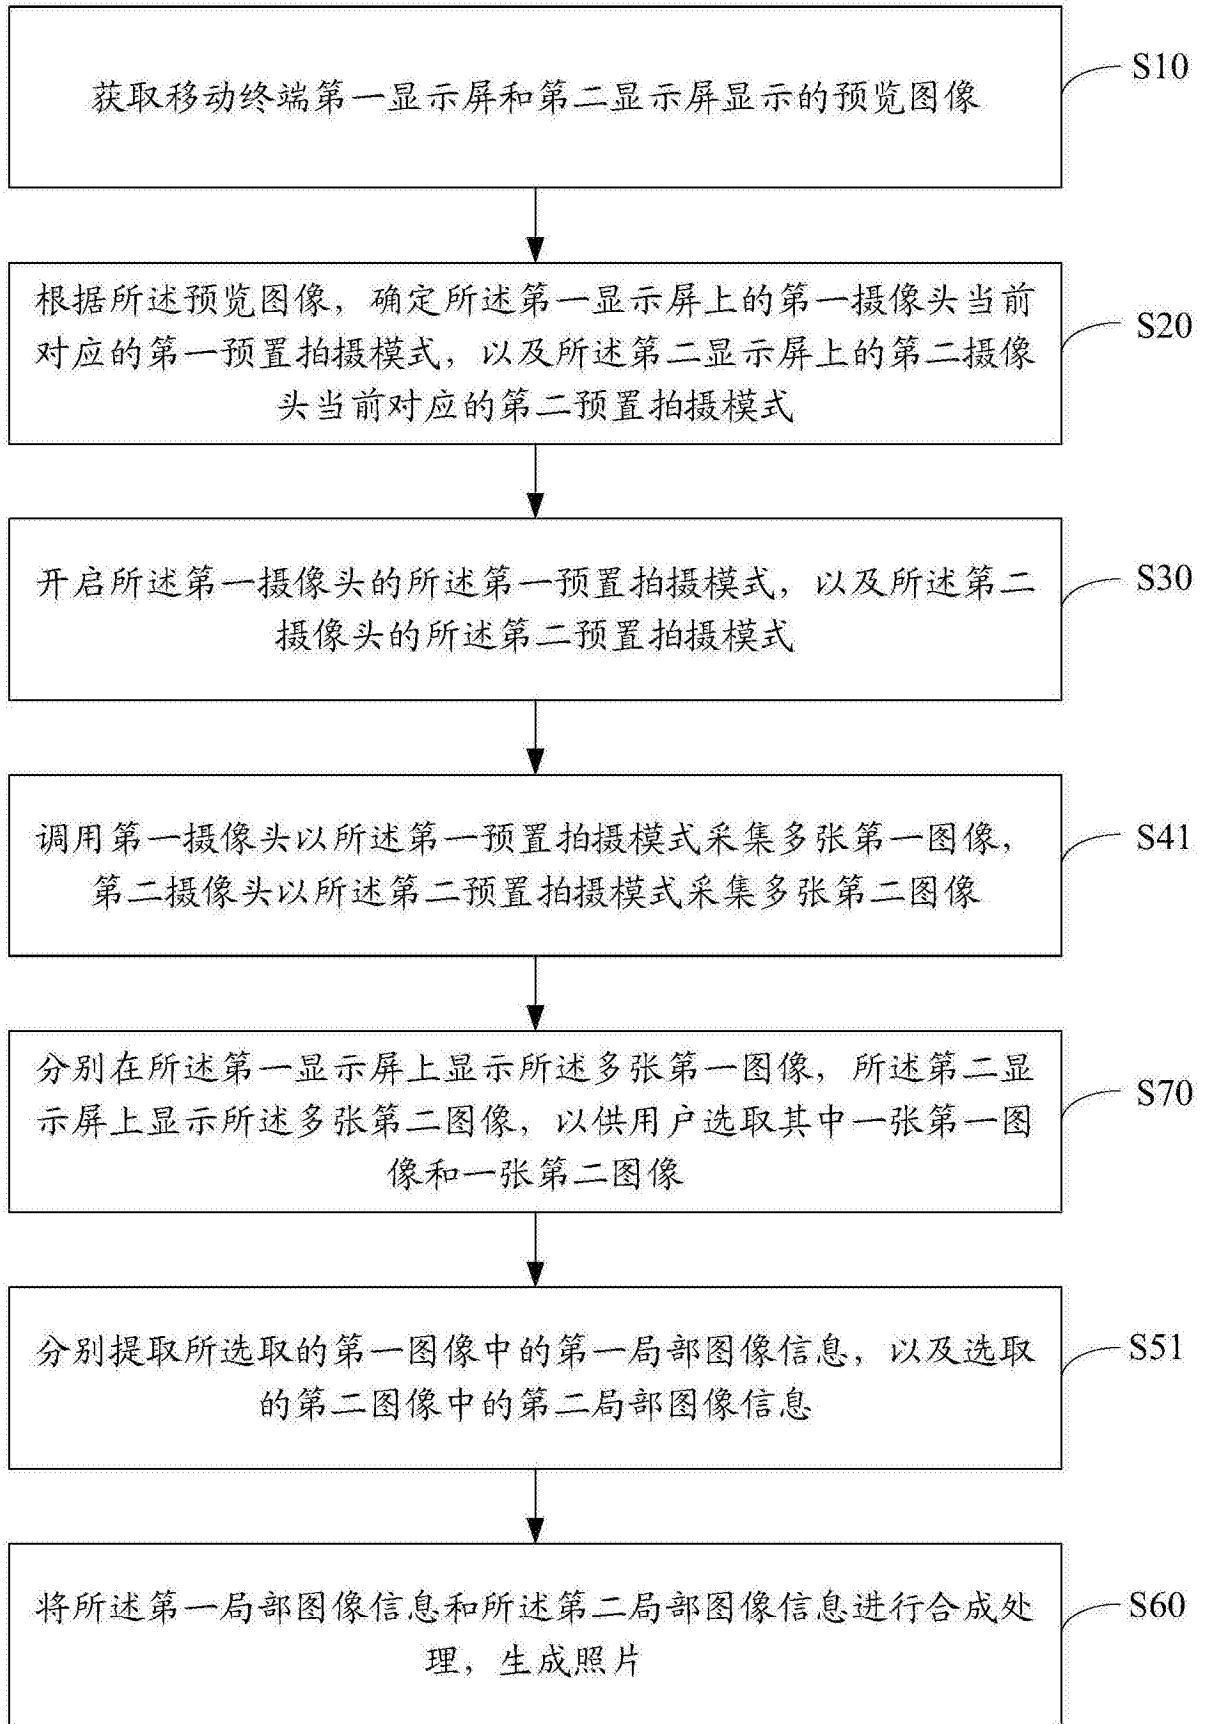 获取移动终端第一显示屏和第二显示屏显示的预览图像
S10
根据所述预览图像，确定所述第一显示屏上的第一摄像头当前
对应的第一预置拍摄模式，以及所述第二显示屏上的第二摄像
头当前对应的第二预置拍摄模式
S20
开启所述第一摄像头的所述第一预置拍摄模式，以及所述第二
摄像头的所述第二预置拍摄模式
S30
调用第一摄像头以所述第一预置拍摄模式采集多张第一图像，
第二摄像头以所述第二预置拍摄模式采集多张第二图像
S41
分别在所述第一显示屏上显示所述多张第一图像，所述第二显
示屏上显示所述多张第二图像，以供用户选取其中一张第一图
像和一张第二图像
S70
分别提取所选取的第一图像中的第一局部图像信息，以及选取
的第二图像中的第二局部图像信息
S51
将所述第一局部图像信息和所述第二局部图像信息进行合成处
理，生成照片
S60